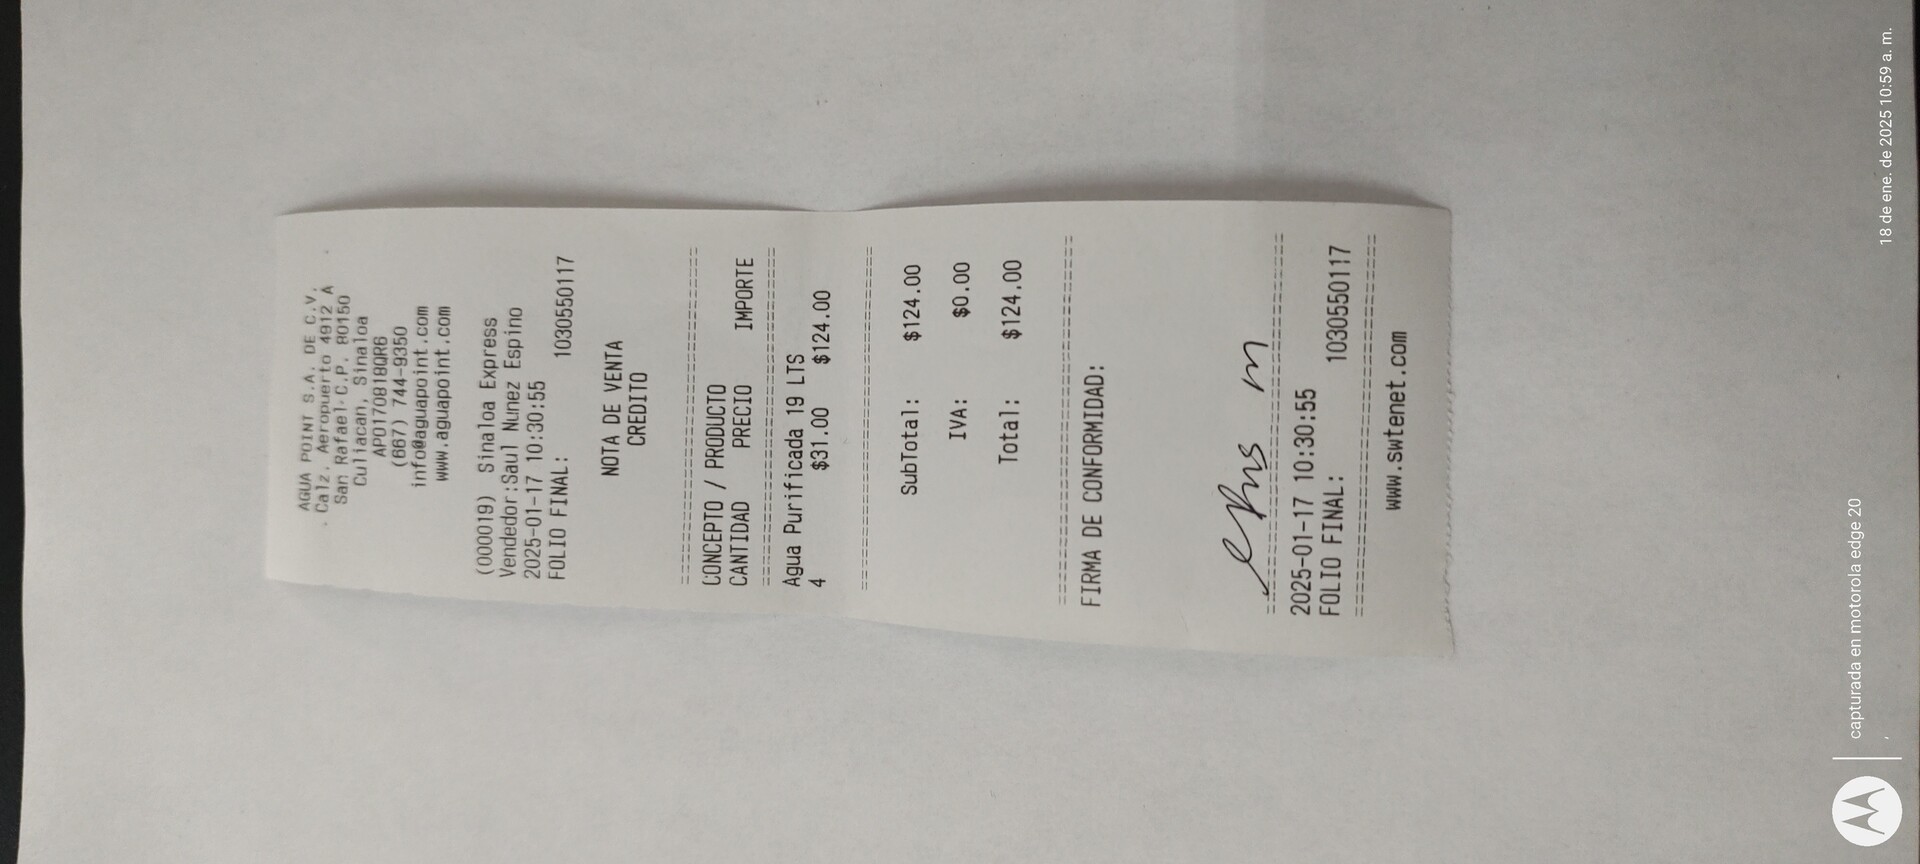 AGUA POINT S.A. DE C.V.
Calz. Aeropuerto 4912 A
San Rafael C.P. 80150
Culiacan, Sinaloa
APO170818QR6
(667) 744-9350
info@aguapoint.com
www.aguapoint.com
(000019) Sinaloa Express
Vendedor:Saul Nunez Espino
2025-01-17 10:30:55
FOLIO FINAL: 1030550117
NOTA DE VENTA
CREDITO
===========================
CONCEPTO / PRODUCTO
CANTIDAD PRECIO IMPORTE
===========================
Agua Purificada 19 LTS
4 $31.00 $124.00
===========================
SubTotal: $124.00
IVA: $0.00
Total: $124.00
===========================
FIRMA DE CONFORMIDAD:
===========================
2025-01-17 10:30:55
FOLIO FINAL: 1030550117
===========================
www.swtenet.com
capturada en motorola edge 20
18 de ene. de 2025 10:59 a. m.